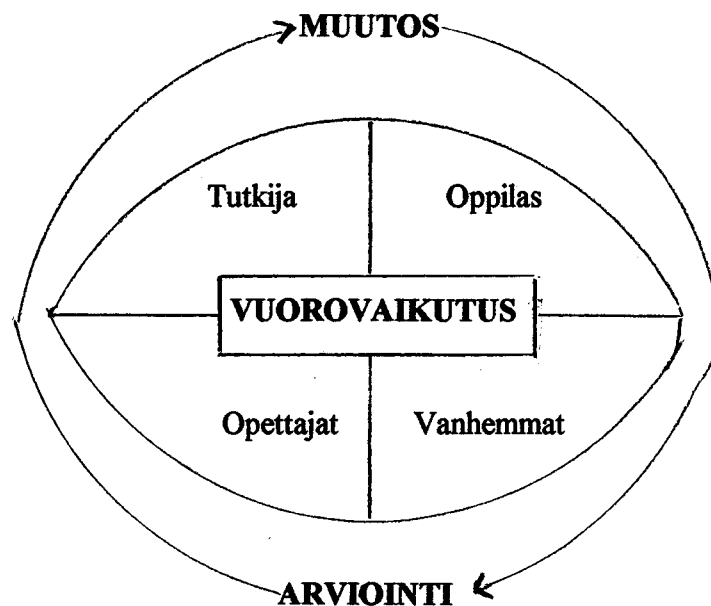 MUUTOS
Tutkija Oppilas
VUOROVAIKUTUS
Opettajat Vanhemmat
ARVIOINTI